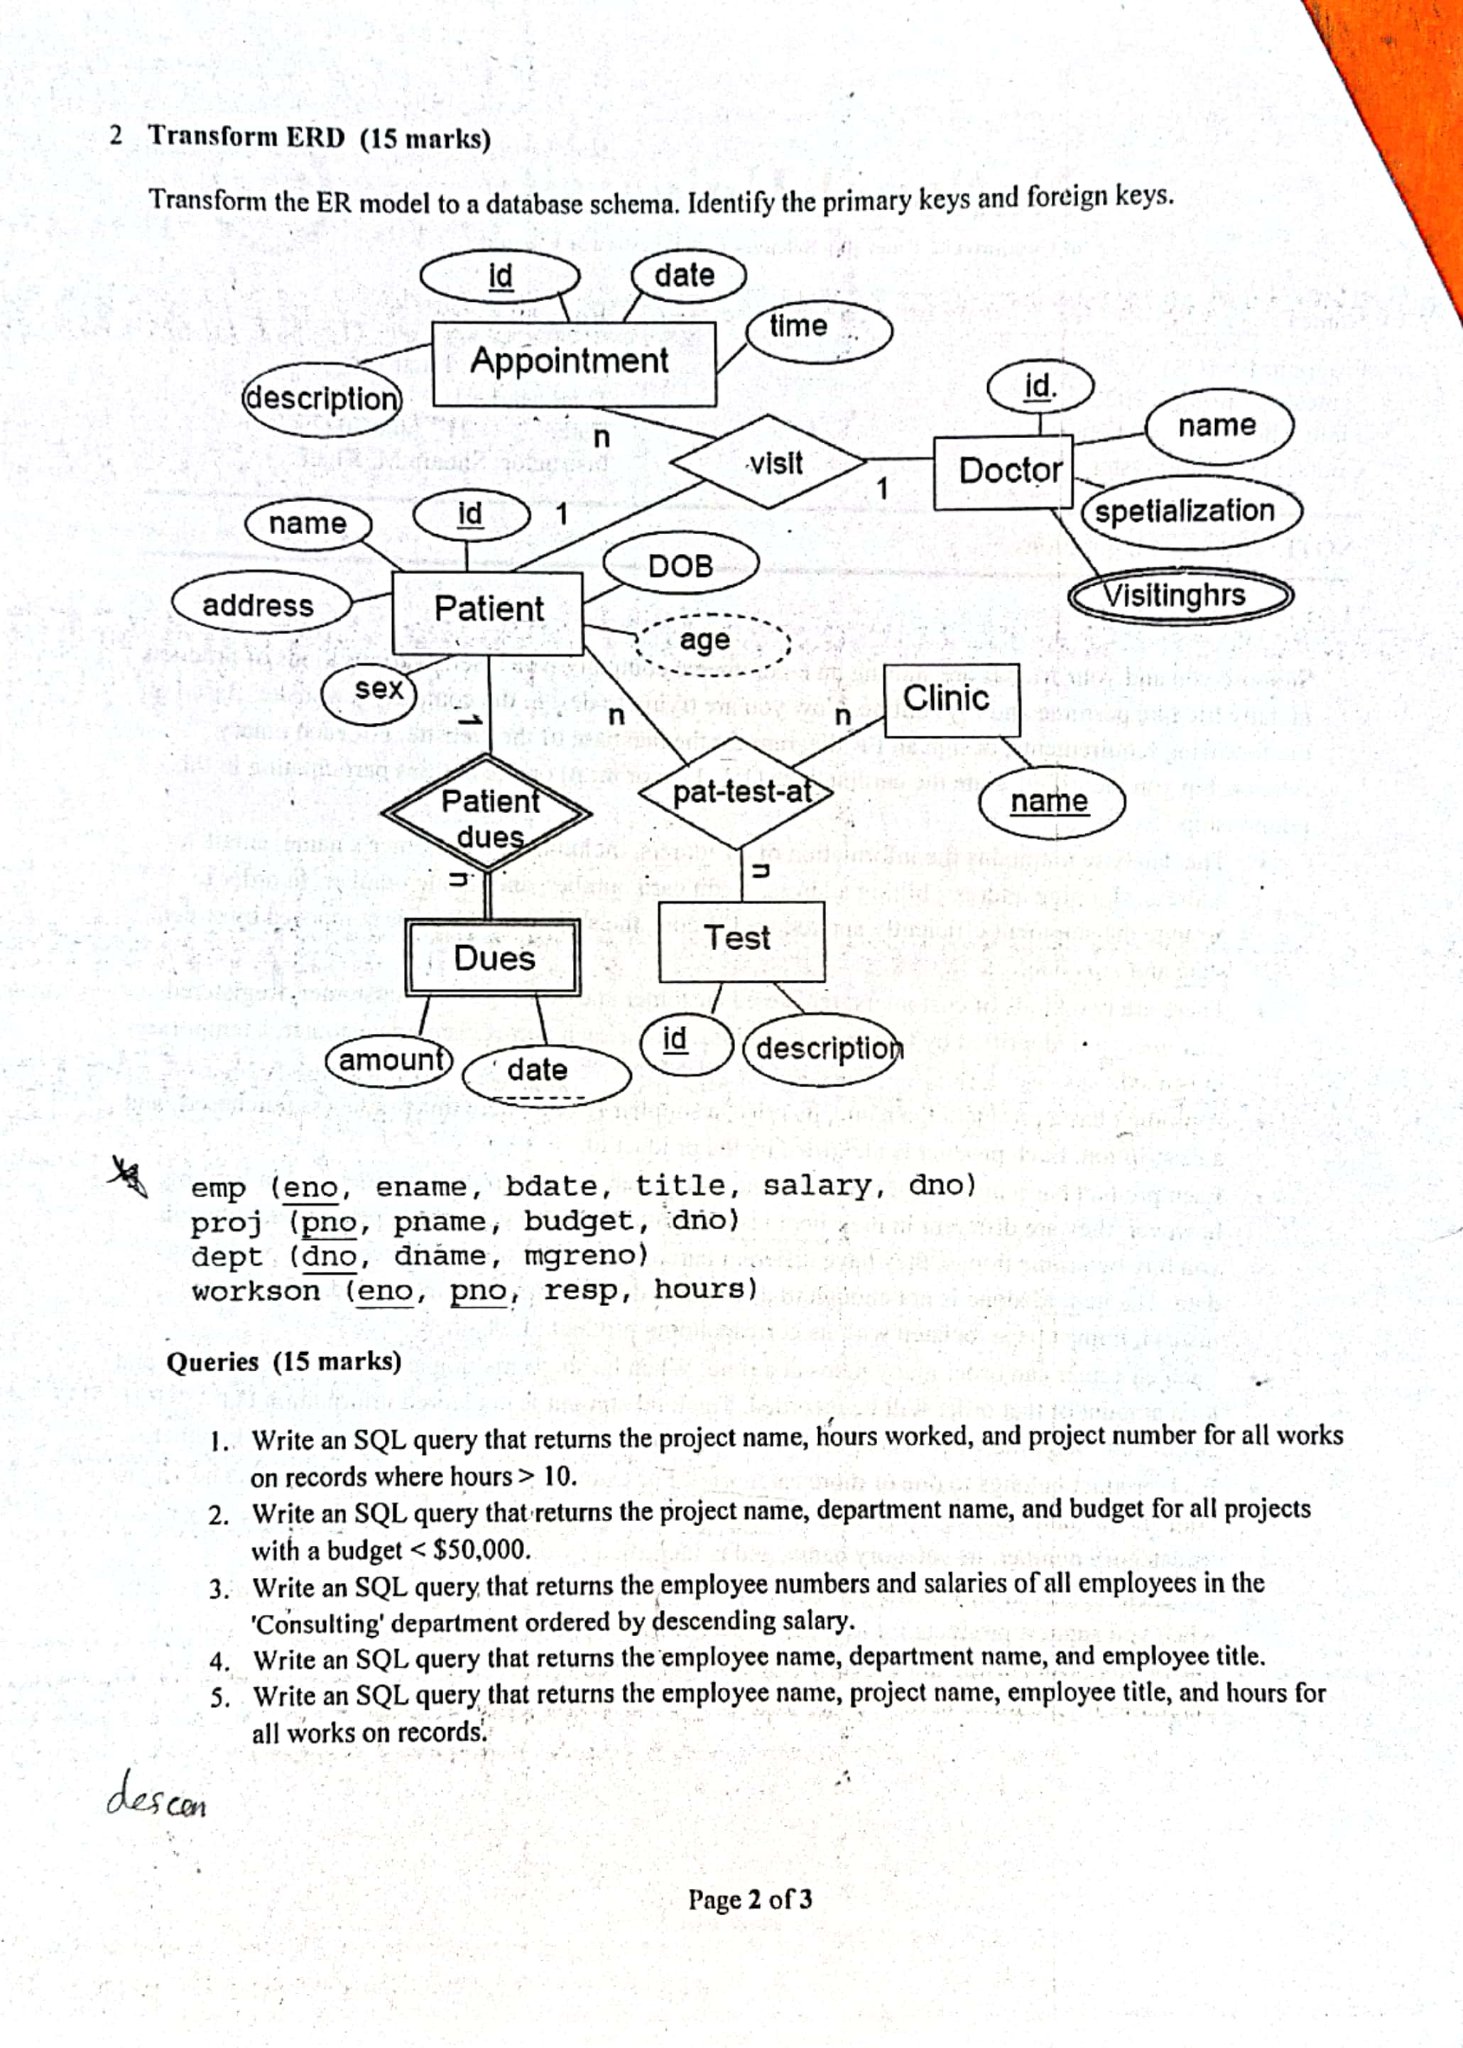 2 Transform ERD (15 marks)
Transform the ER model to a database schema. Identify the primary keys and foreign keys.
id
date
time
Appointment
description
id.
name
n
visit
Doctor
1
spetialization
name
id
1
DOB
Visitinghrs
address
Patient
age
sex
Clinic
1
n
n
Patient
dues
pat-test-at
name
n
n
Dues
Test
id
description
amount
date
emp (eno, ename, bdate, title, salary, dno)
proj (pno, pname, budget, dno)
dept (dno, dname, mgreno)
workson (eno, pno, resp, hours)
Queries (15 marks)
1. Write an SQL query that returns the project name, hours worked, and project number for all works
on records where hours > 10.
2. Write an SQL query that returns the project name, department name, and budget for all projects
with a budget < $50,000.
3. Write an SQL query that returns the employee numbers and salaries of all employees in the
'Consulting' department ordered by descending salary.
4. Write an SQL query that returns the employee name, department name, and employee title.
5. Write an SQL query that returns the employee name, project name, employee title, and hours for
all works on records.
descen
Page 2 of 3